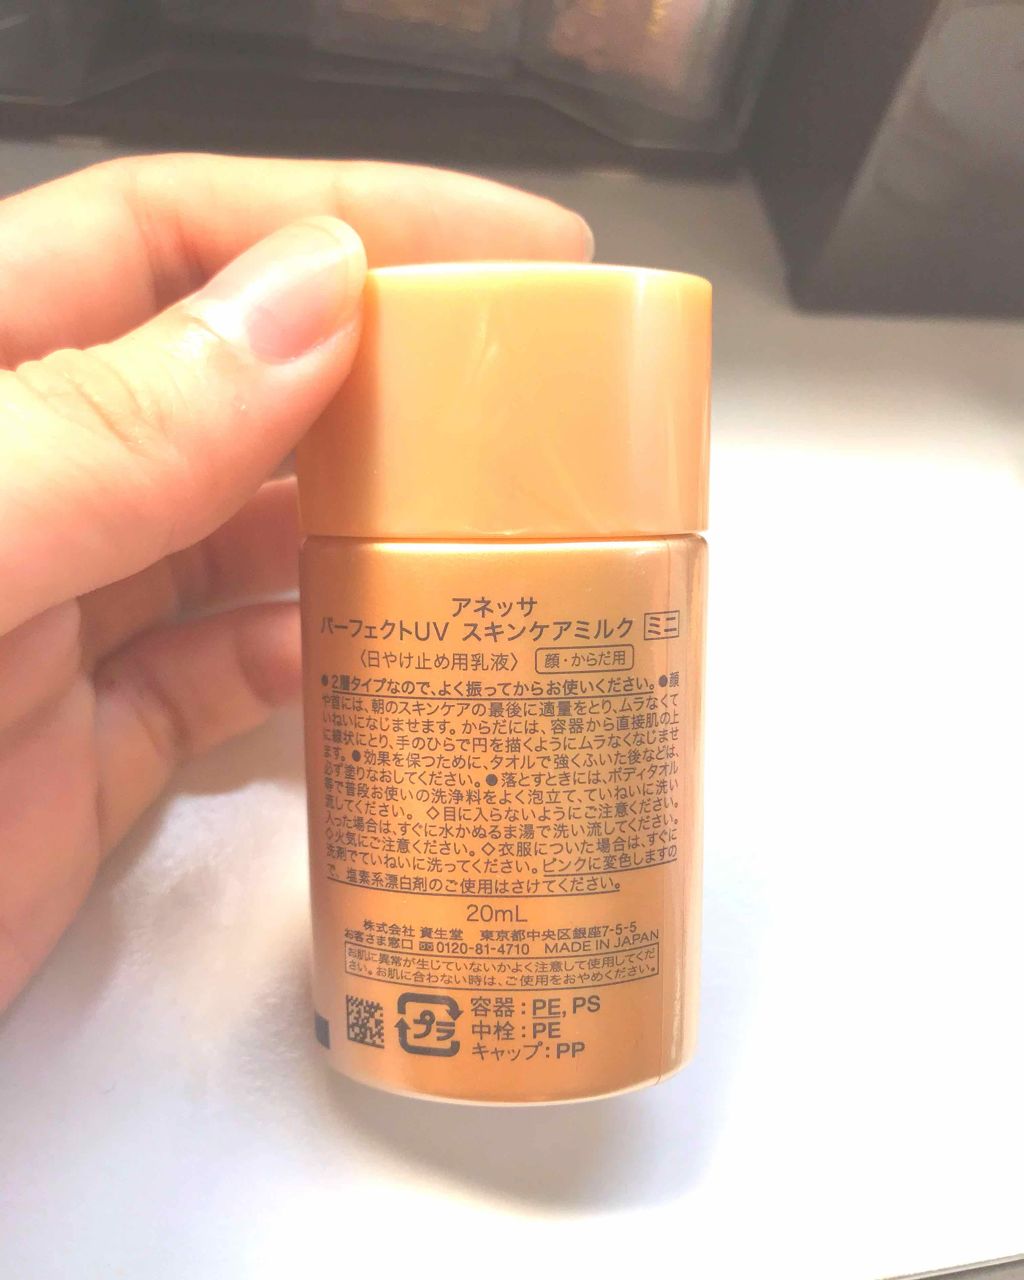 アネッサ
パーフェクトUV スキンケアミルク ミニ
〈日やけ止め用乳液〉 顔・からだ用
●2層タイプなので、よく振ってからお使いください。●顔
や首には、朝のスキンケアの最後に適量をとり、ムラなくて
いねいになじませます。からだには、容器から直接肌の上
に線状にとり、手のひらで円を描くようにムラなくなじませ
ます。●効果を保つために、タオルで強くふいた後などは、
必ず塗りなおしてください。●落とすときには、ボディタオル
等で普段お使いの洗浄料をよく泡立て、ていねいに洗い
流してください。◇目に入らないようにご注意ください。
入った場合は、すぐに水かぬるま湯で洗い流してください。
◇火気にご注意ください。◇衣服についた場合は、すぐに
洗剤でていねいに洗ってください。ピンクに変色しますの
で、塩素系漂白剤のご使用はさけてください。
20mL
株式会社 資生堂 東京都中央区銀座7-5-5
お客さま窓口 0120-81-4710 MADE IN JAPAN
お肌に異常が生じていないかよく注意して使用してくだ
さい。お肌に合わない時は、ご使用をおやめください。
プラ
容器:PE, PS
中栓:PE
キャップ:PP